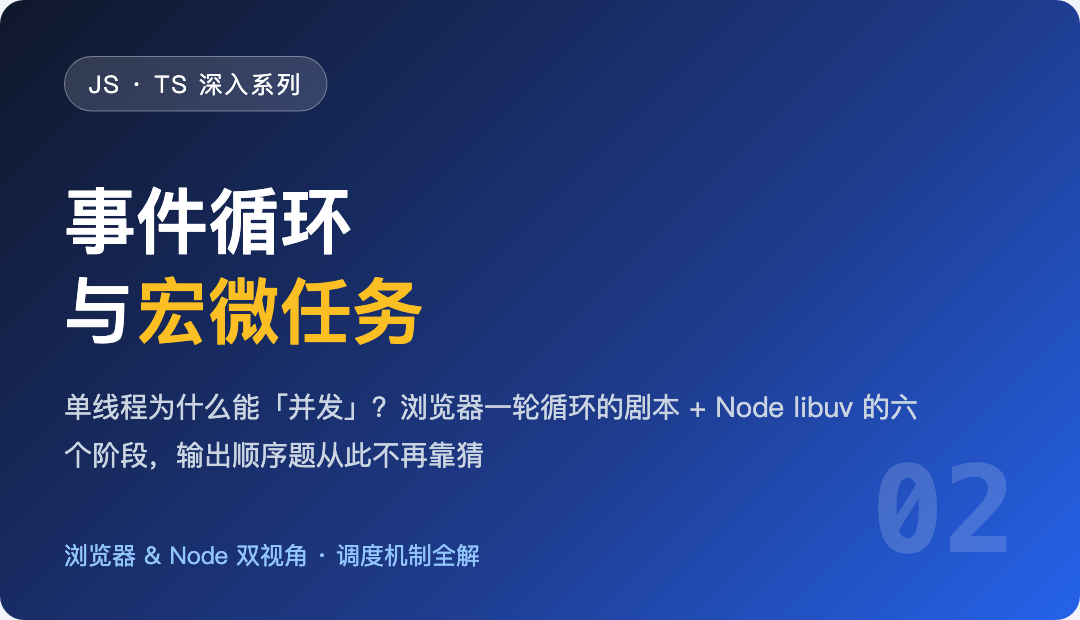 JS · TS 深入系列
事件循环
与宏微任务
单线程为什么能「并发」？浏览器一轮循环的剧本 + Node libuv 的六
个阶段，输出顺序题从此不再靠猜
浏览器 & Node 双视角 · 调度机制全解
02